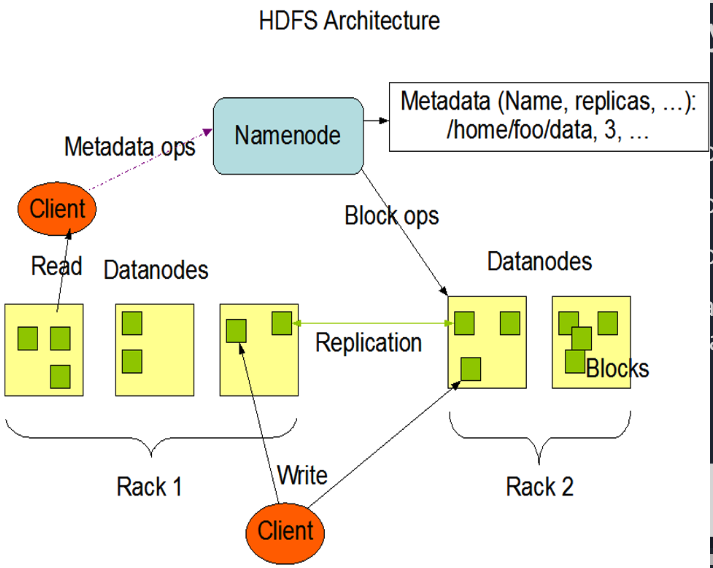 HDFS Architecture
Metadata (Name, replicas, ...):
/home/foo/data, 3, ...
Namenode
Metadata ops
Client
Block ops
Read
Datanodes
Datanodes
Replication
Blocks
Rack 1
Write
Rack 2
Client